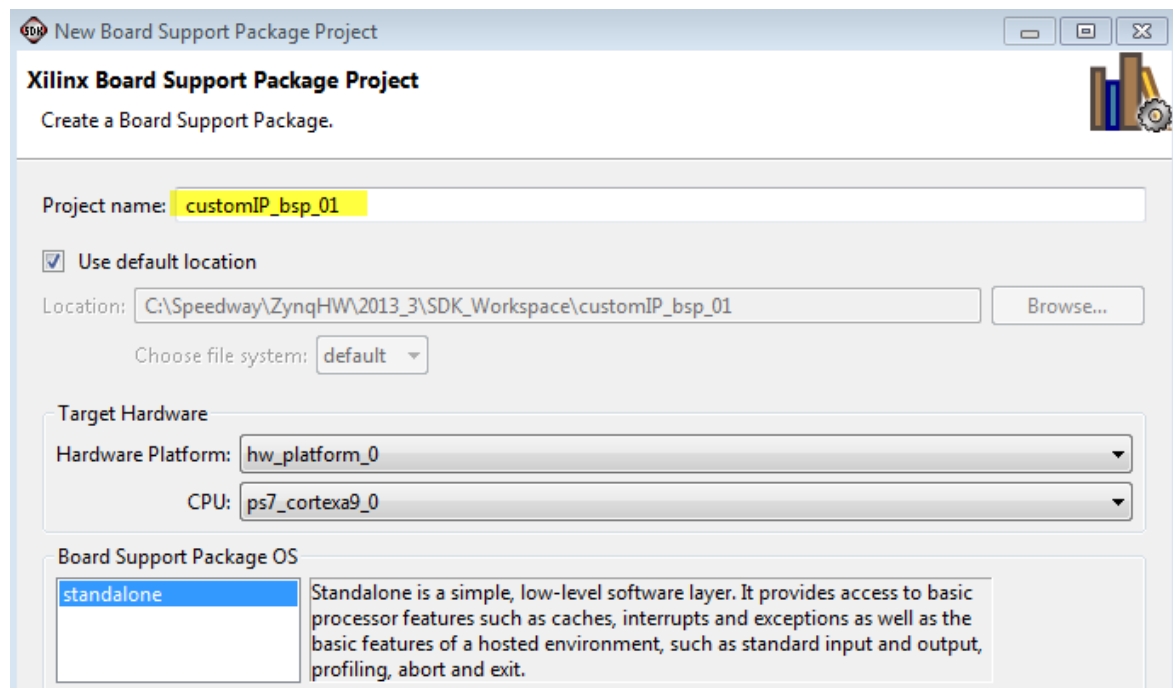 SDK New Board Support Package Project
Xilinx Board Support Package Project
Create a Board Support Package.
Project name: customIP_bsp_01
Use default location
Location: C:\Speedway\ZynqHW\2013_3\SDK_Workspace\customIP_bsp_01 Browse...
Choose file system: default
Target Hardware
Hardware Platform: hw_platform_0
CPU: ps7_cortexa9_0
Board Support Package OS
standalone
Standalone is a simple, low-level software layer. It provides access to basic
processor features such as caches, interrupts and exceptions as well as the
basic features of a hosted environment, such as standard input and output,
profiling, abort and exit.